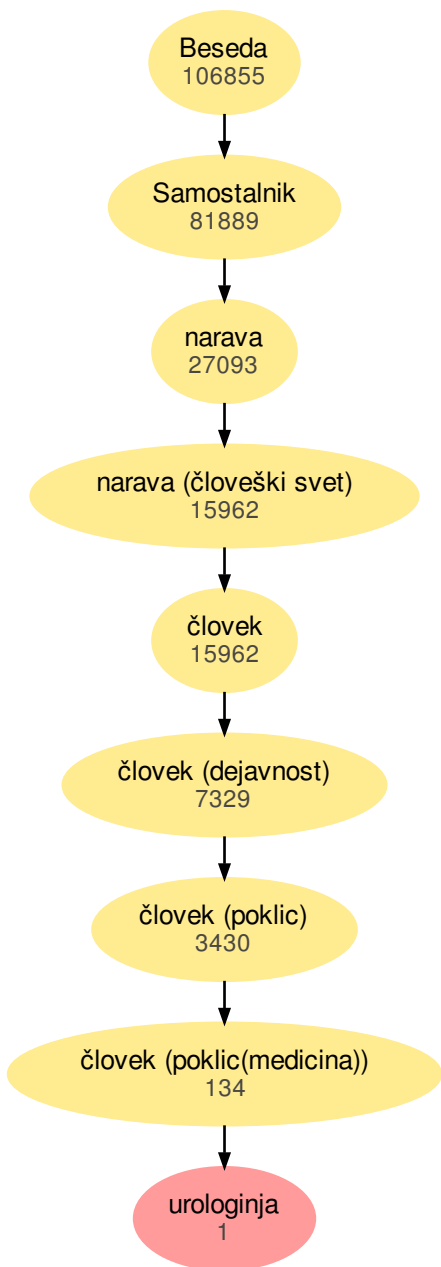 Beseda
106855
Samostalnik
81889
narava
27093
narava (človeški svet)
15962
človek
15962
človek (dejavnost)
7329
človek (poklic)
3430
človek (poklic(medicina))
134
urologinja
1